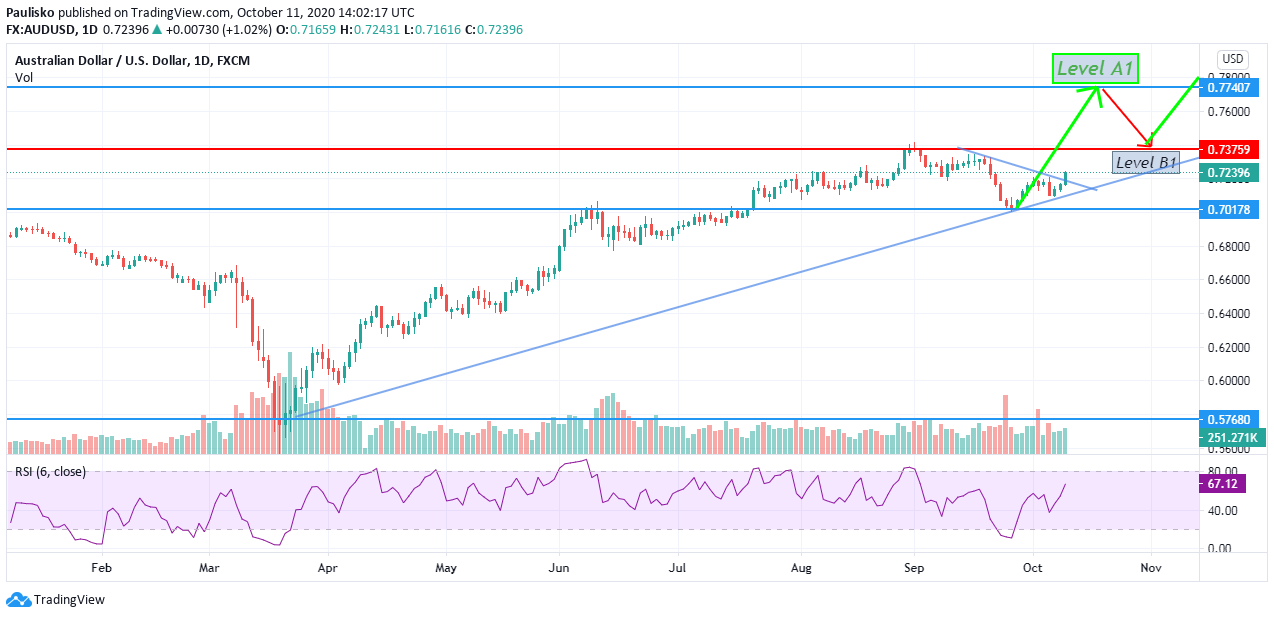 Paulisko published on TradingView.com, October 11, 2020 14:02:17 UTC
FX:AUDUSD, 1D 0.72396 ▲ +0.00730 (+1.02%) O:0.71659 H:0.72431 L:0.71616 C:0.72396
Australian Dollar / U.S. Dollar, 1D, FXCM
Vol
USD
Level A1
0.78000
0.77407
0.76000
0.73759
Level B1
0.72396
0.70178
0.68000
0.66000
0.64000
0.62000
0.60000
0.57680
251.271K
0.56000
RSI (6, close)
80.00
67.12
40.00
0.00
Feb Mar Apr May Jun Jul Aug Sep Oct Nov
TradingView